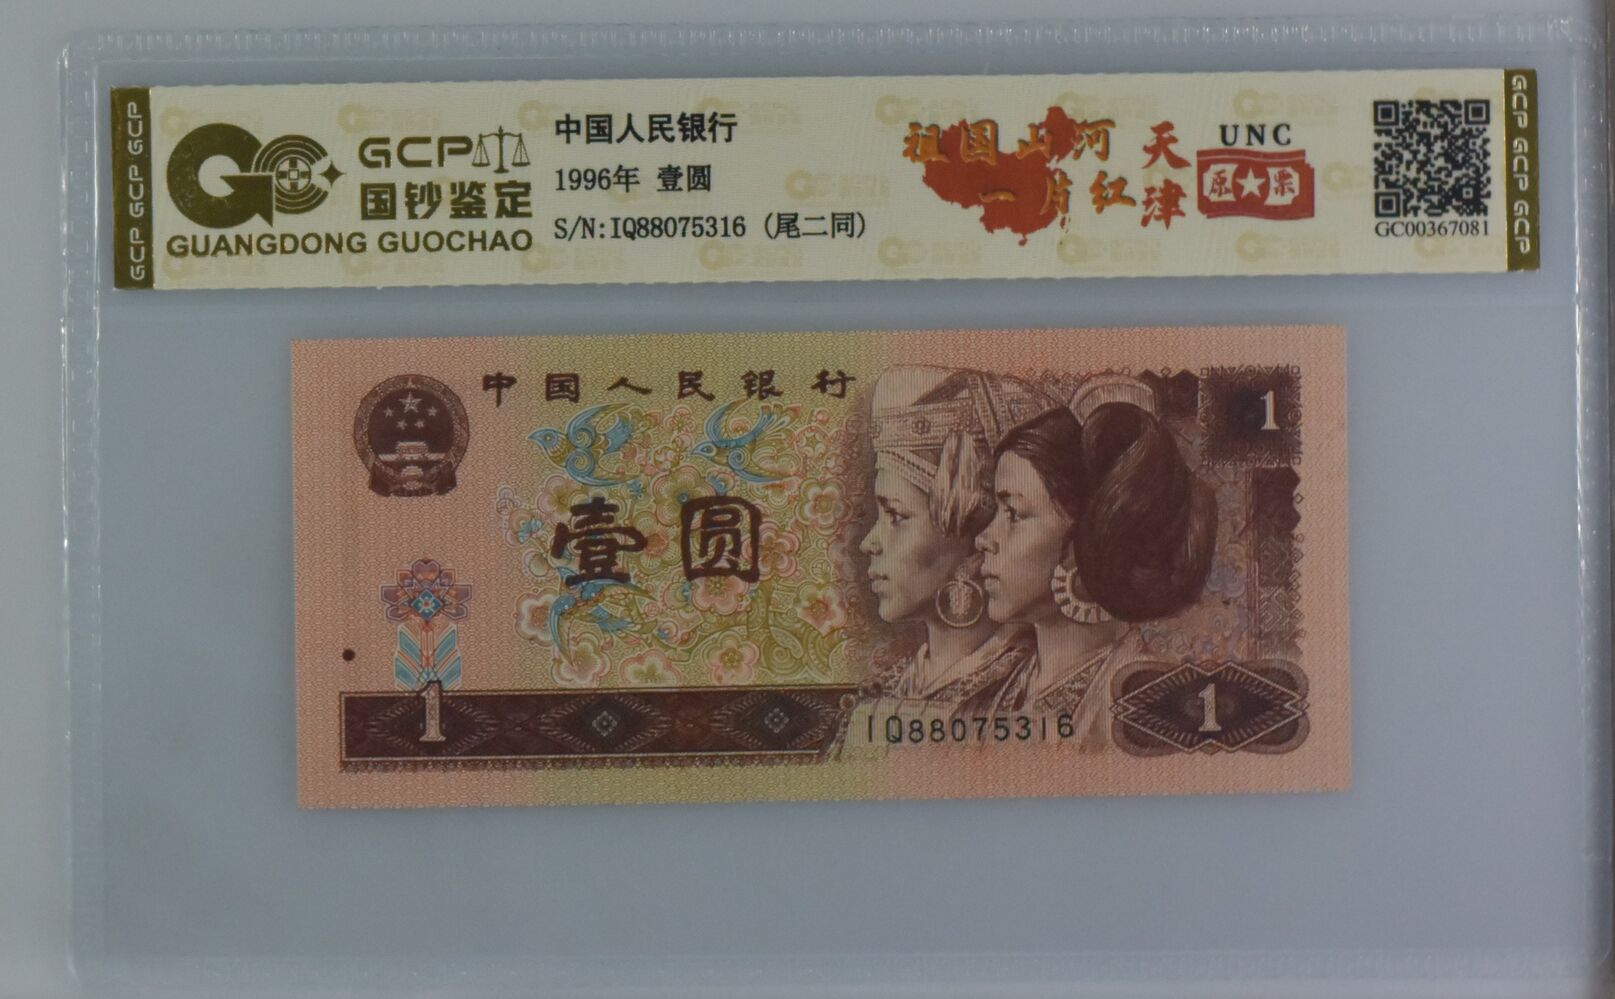 GCP GCP GCP
GCP
国钞鉴定
GUANGDONG GUOCHAO
中国人民银行
1996年 壹圆
S/N:IQ88075316 (尾二同)
祖国山河
一片红
天津
UNC
原★票
GC00367081
GCP GCP GCP
中国人民银行
1
壹圆
1
IQ88075316
1